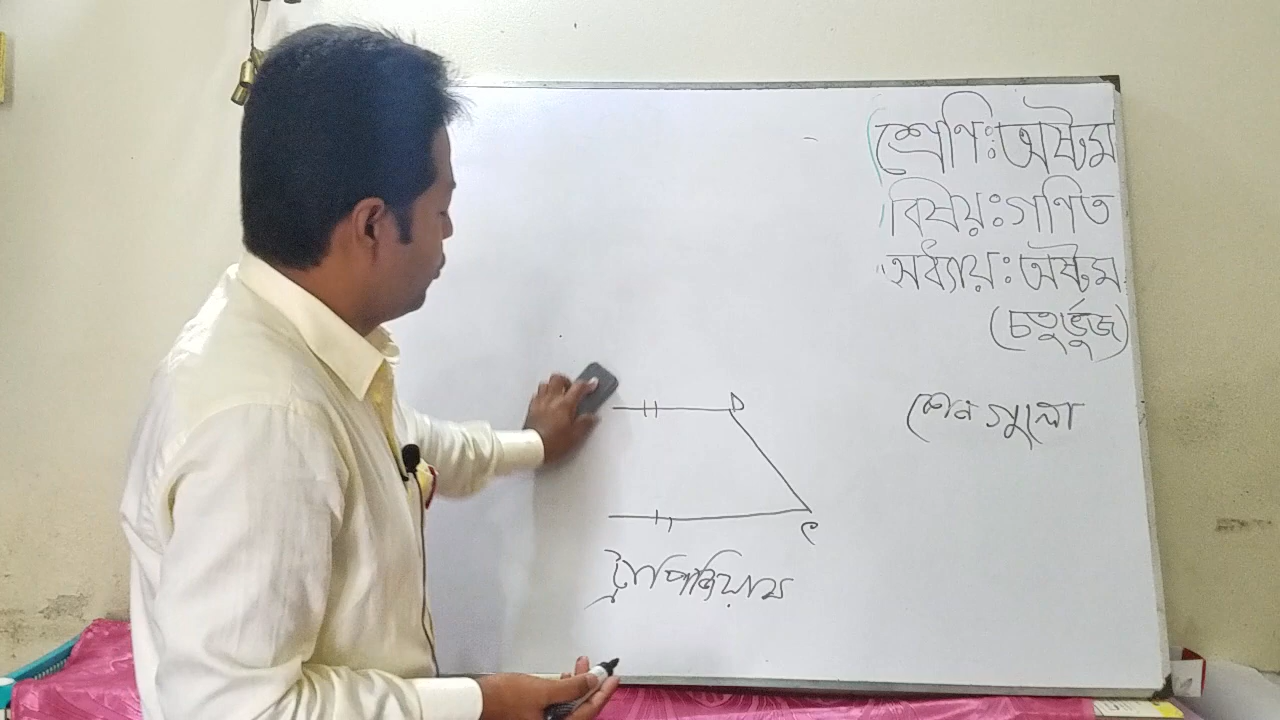 শ্রেণিঃ অষ্টম
বিষয়ঃ গণিত
অধ্যায়ঃ অষ্টম
(চতুর্ভুজ)
D
C
ট্রাপিজিয়াম